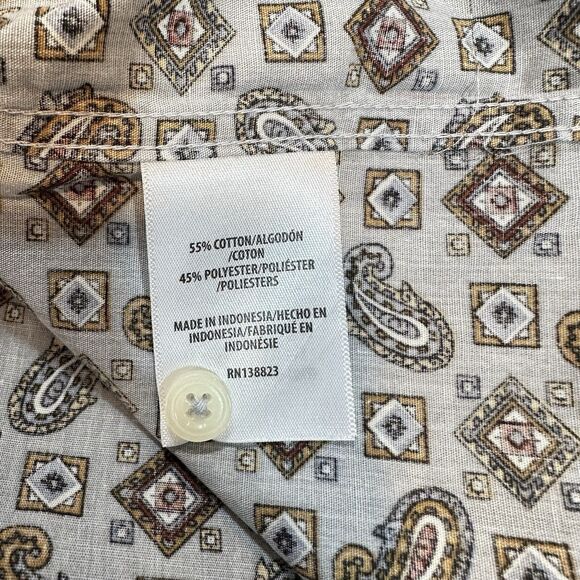 55% COTTON/ALGODÓN
/COTON
45% POLYESTER/POLIÉSTER
/POLIESTERS
MADE IN INDONESIA/HECHO EN
INDONESIA/FABRIQUÉ EN
INDONÉSIE
RN138823